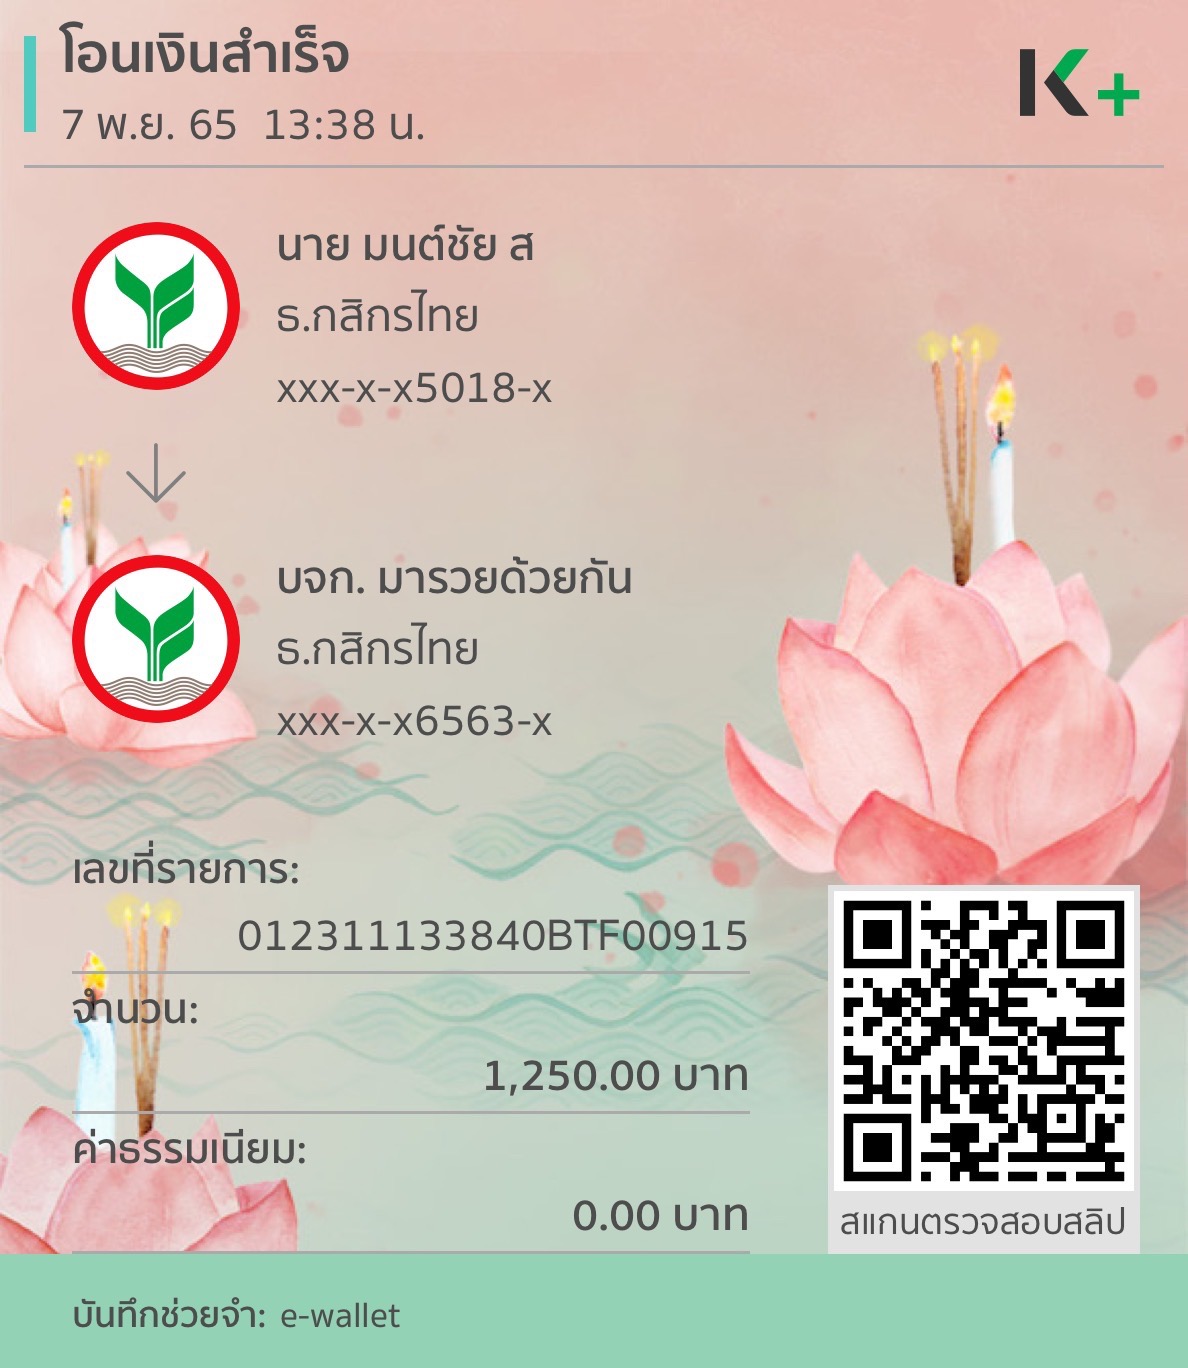 โอนเงินสำเร็จ
7 พ.ย. 65  13:38 น.
K+
นาย มนต์ชัย ส
ธ.กสิกรไทย
xxx-x-x5018-x
บจก. มารวยด้วยกัน
ธ.กสิกรไทย
xxx-x-x6563-x
เลขที่รายการ:
012311133840BTF00915
จำนวน:
1,250.00 บาท
ค่าธรรมเนียม:
0.00 บาท
สแกนตรวจสอบสลิป
บันทึกช่วยจำ: e-wallet